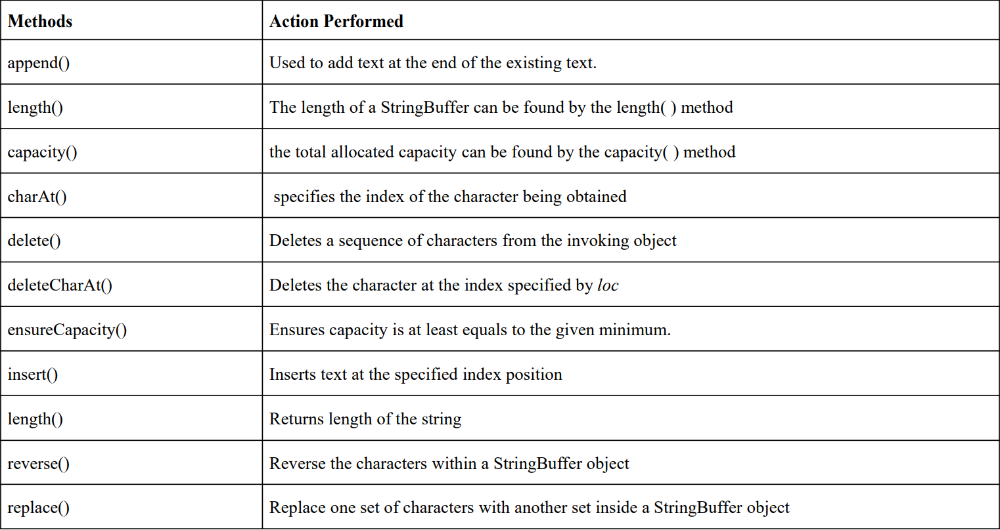 Methods Action Performed
append() Used to add text at the end of the existing text.
length() The length of a StringBuffer can be found by the length( ) method
capacity() the total allocated capacity can be found by the capacity( ) method
charAt() specifies the index of the character being obtained
delete() Deletes a sequence of characters from the invoking object
deleteCharAt() Deletes the character at the index specified by loc
ensureCapacity() Ensures capacity is at least equals to the given minimum.
insert() Inserts text at the specified index position
length() Returns length of the string
reverse() Reverse the characters within a StringBuffer object
replace() Replace one set of characters with another set inside a StringBuffer object